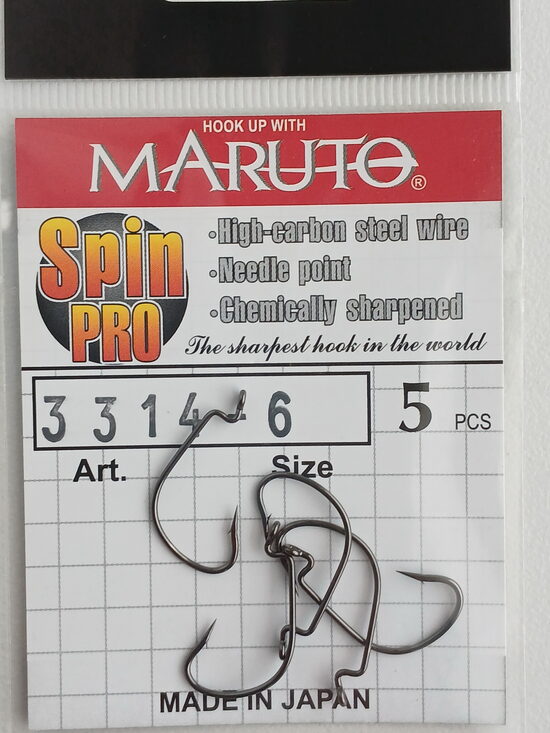 HOOK UP WITH
MARUTO®
Spin
PRO
•High-carbon steel wire
•Needle point
•Chemically sharpened
The sharpest hook in the world
3314-6
5 PCS
Art. Size
MADE IN JAPAN